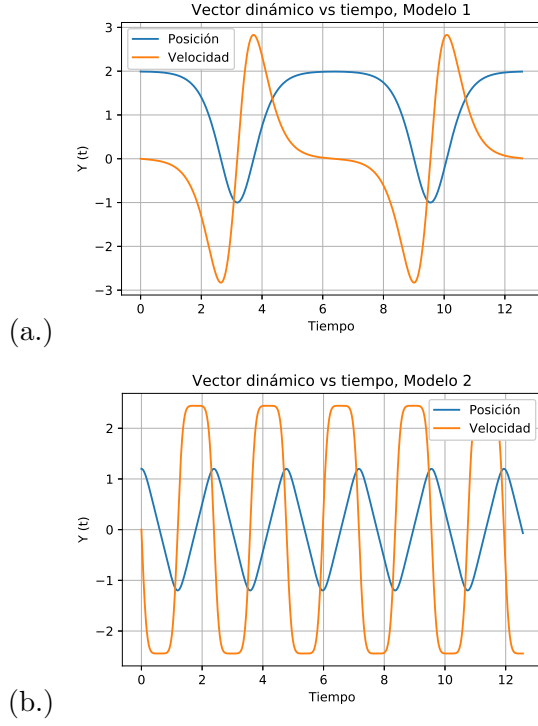 Vector dinámico vs tiempo, Modelo 1
Posición
Velocidad
3
2
1
0
−1
−2
−3
Y (t)
0 2 4 6 8 10 12
Tiempo
(a.)
Vector dinámico vs tiempo, Modelo 2
Posición
Velocidad
2
1
0
−1
−2
Y (t)
0 2 4 6 8 10 12
Tiempo
(b.)